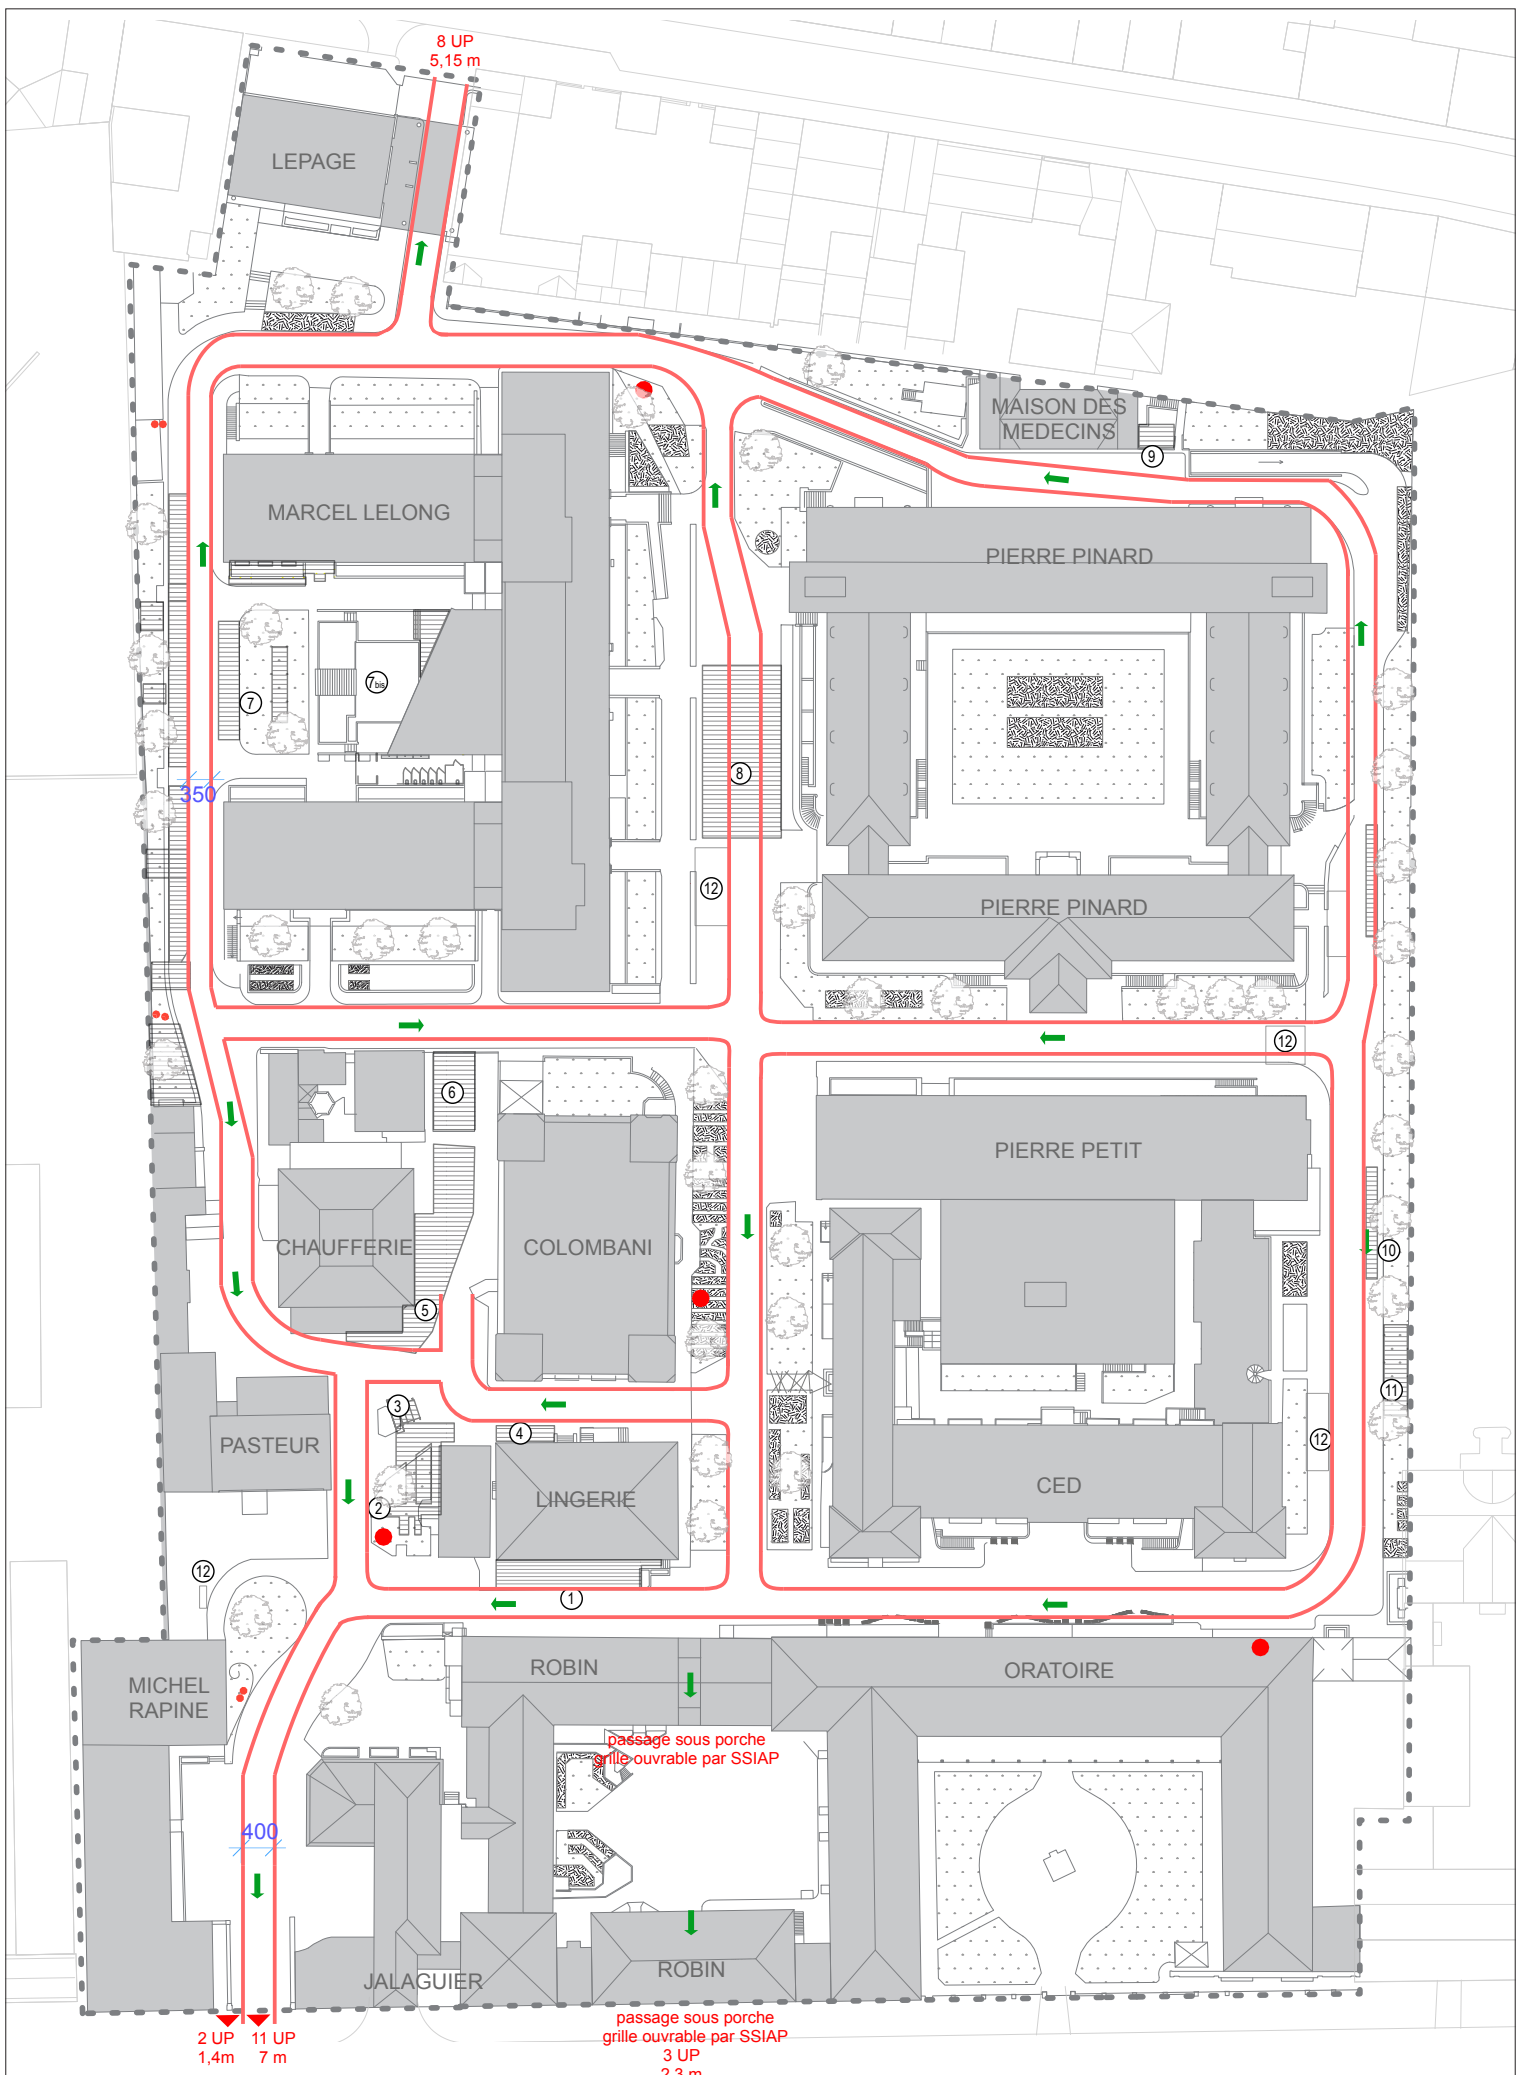 8 UP
5,15 m
LEPAGE
MAISON DES
MEDECINS
9
MARCEL LELONG
PIERRE PINARD
7
7bis
8
350
12
PIERRE PINARD
12
6
PIERRE PETIT
CHAUFFERIE
COLOMBANI
10
5
11
3
4
12
PASTEUR
CED
2
LINGERIE
12
1
ROBIN
ORATOIRE
MICHEL
RAPINE
passage sous porche
grille ouvrable par SSIAP
400
JALAGUIER
ROBIN
passage sous porche
grille ouvrable par SSIAP
3 UP
2,3 m
2 UP
1,4m
11 UP
7 m